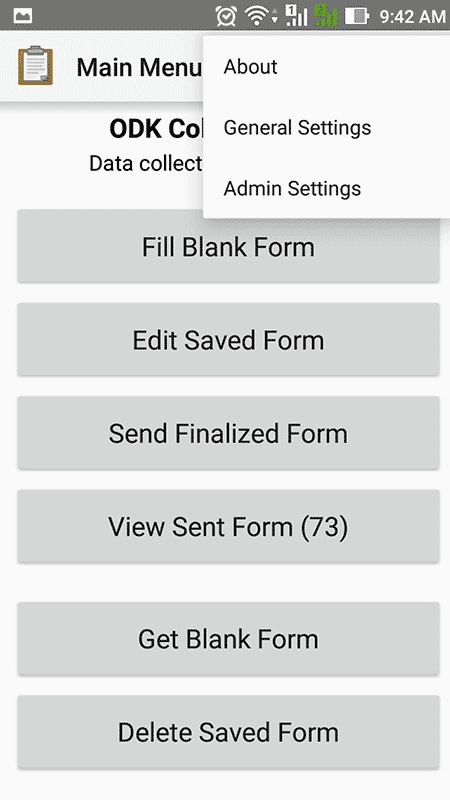 9:42 AM
Main Menu
About
ODK Co
General Settings
Data collect
Admin Settings
Fill Blank Form
Edit Saved Form
Send Finalized Form
View Sent Form (73)
Get Blank Form
Delete Saved Form